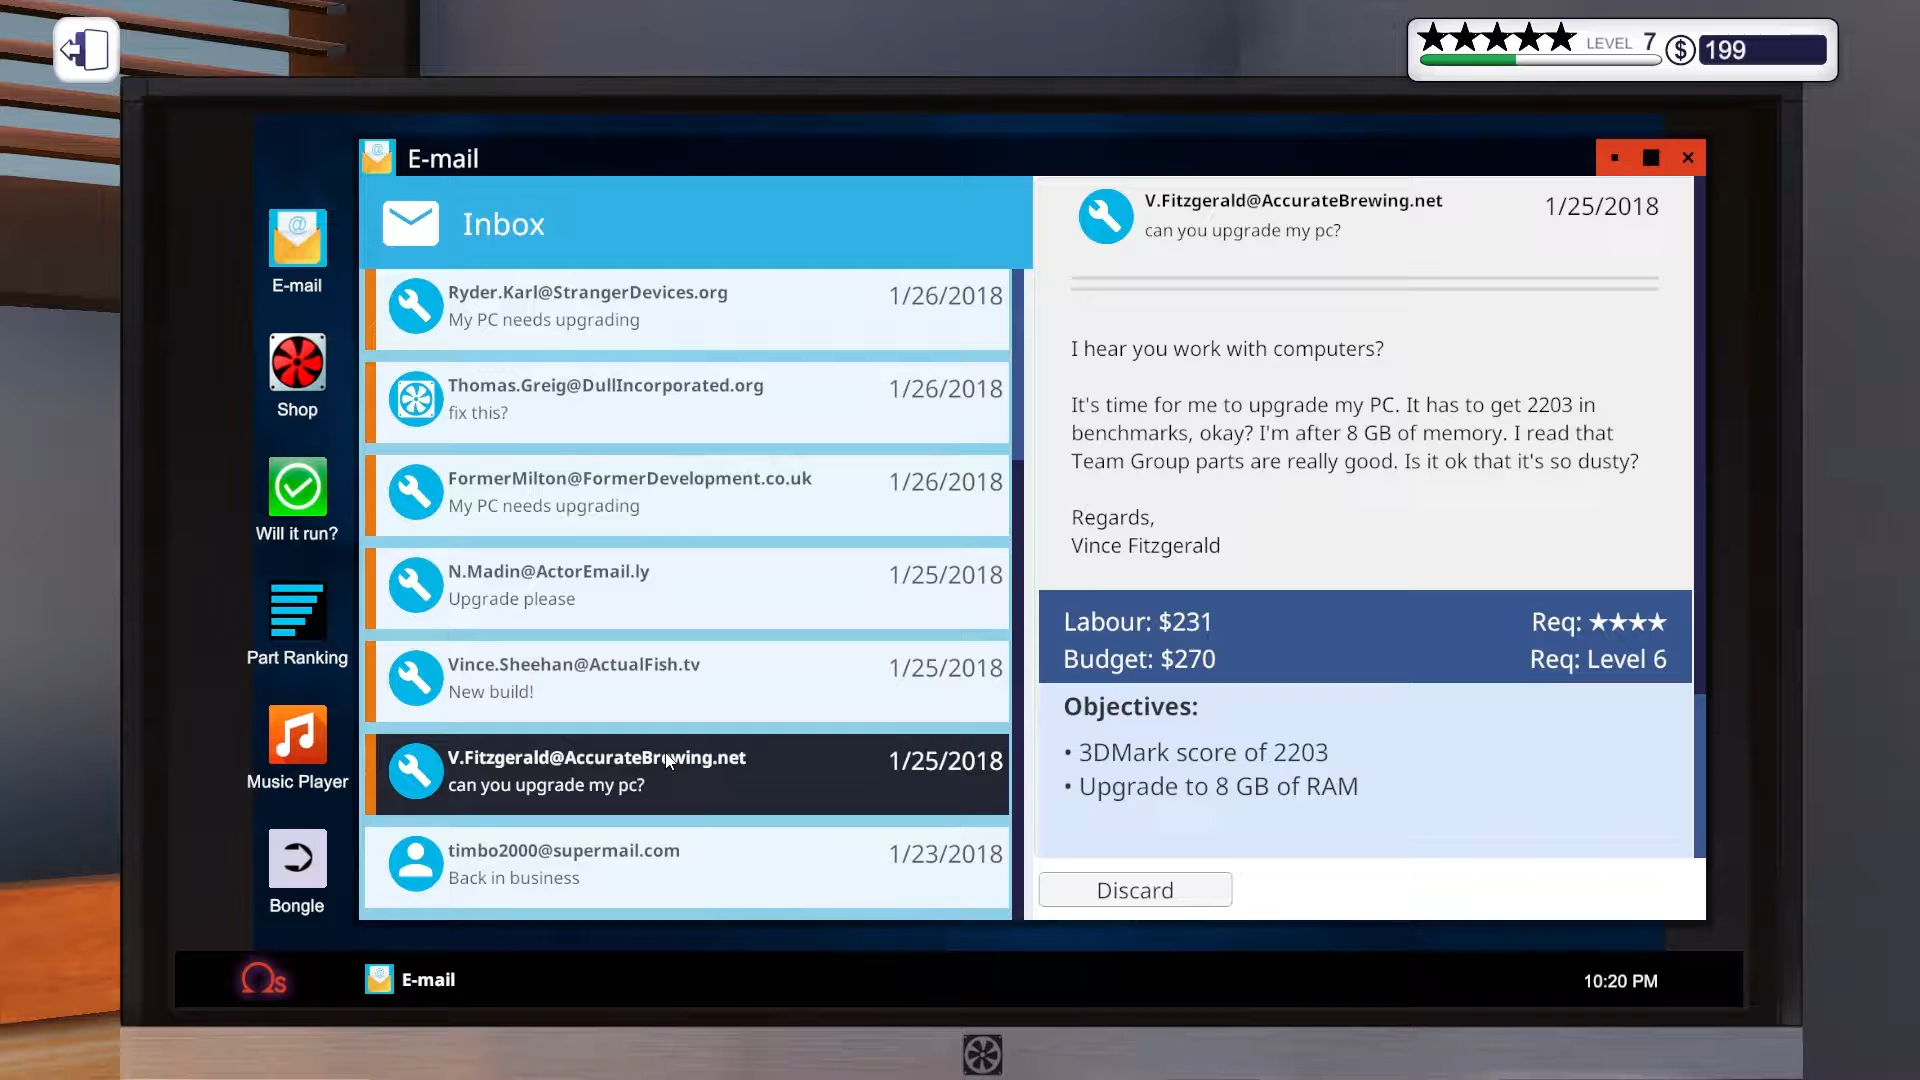 LEVEL 7
199
E-mail
Inbox
E-mail
Shop
Will it run?
Part Ranking
Music Player
Bongle
Ryder.Karl@StrangerDevices.org 1/26/2018
My PC needs upgrading
Thomas.Greig@DullIncorporated.org 1/26/2018
fix this?
FormerMilton@FormerDevelopment.co.uk 1/26/2018
My PC needs upgrading
N.Madin@ActorEmail.ly 1/25/2018
Upgrade please
Vince.Sheehan@ActualFish.tv 1/25/2018
New build!
V.Fitzgerald@AccurateBrewing.net 1/25/2018
can you upgrade my pc?
timbo2000@supermail.com 1/23/2018
Back in business
V.Fitzgerald@AccurateBrewing.net 1/25/2018
can you upgrade my pc?
I hear you work with computers?
It's time for me to upgrade my PC. It has to get 2203 in
benchmarks, okay? I'm after 8 GB of memory. I read that
Team Group parts are really good. Is it ok that it's so dusty?
Regards,
Vince Fitzgerald
Labour: $231 Req: ★★★★
Budget: $270 Req: Level 6
Objectives:
• 3DMark score of 2203
• Upgrade to 8 GB of RAM
Discard
Ωs
E-mail
10:20 PM